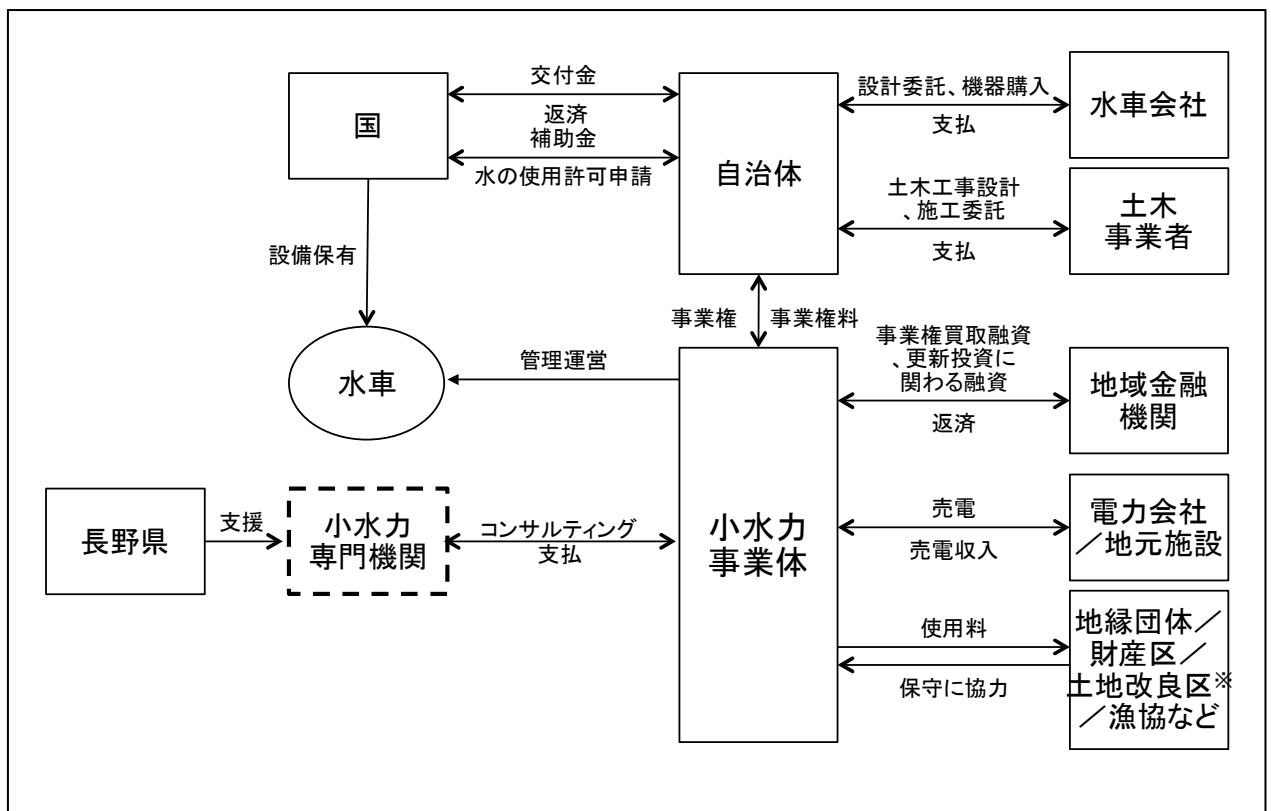 国
交付金
返済
補助金
水の使用許可申請
自治体
設計委託、機器購入
支払
水車会社
土木工事設計
、施工委託
支払
土木
事業者
設備保有
事業権
事業権料
水車
管理運営
事業権買取融資
、更新投資に
関わる融資
返済
地域金融
機関
長野県
支援
小水力
専門機関
コンサルティング
支払
小水力
事業体
売電
売電収入
電力会社
／地元施設
使用料
保守に協力
地縁団体／
財産区／
土地改良区※
／漁協など